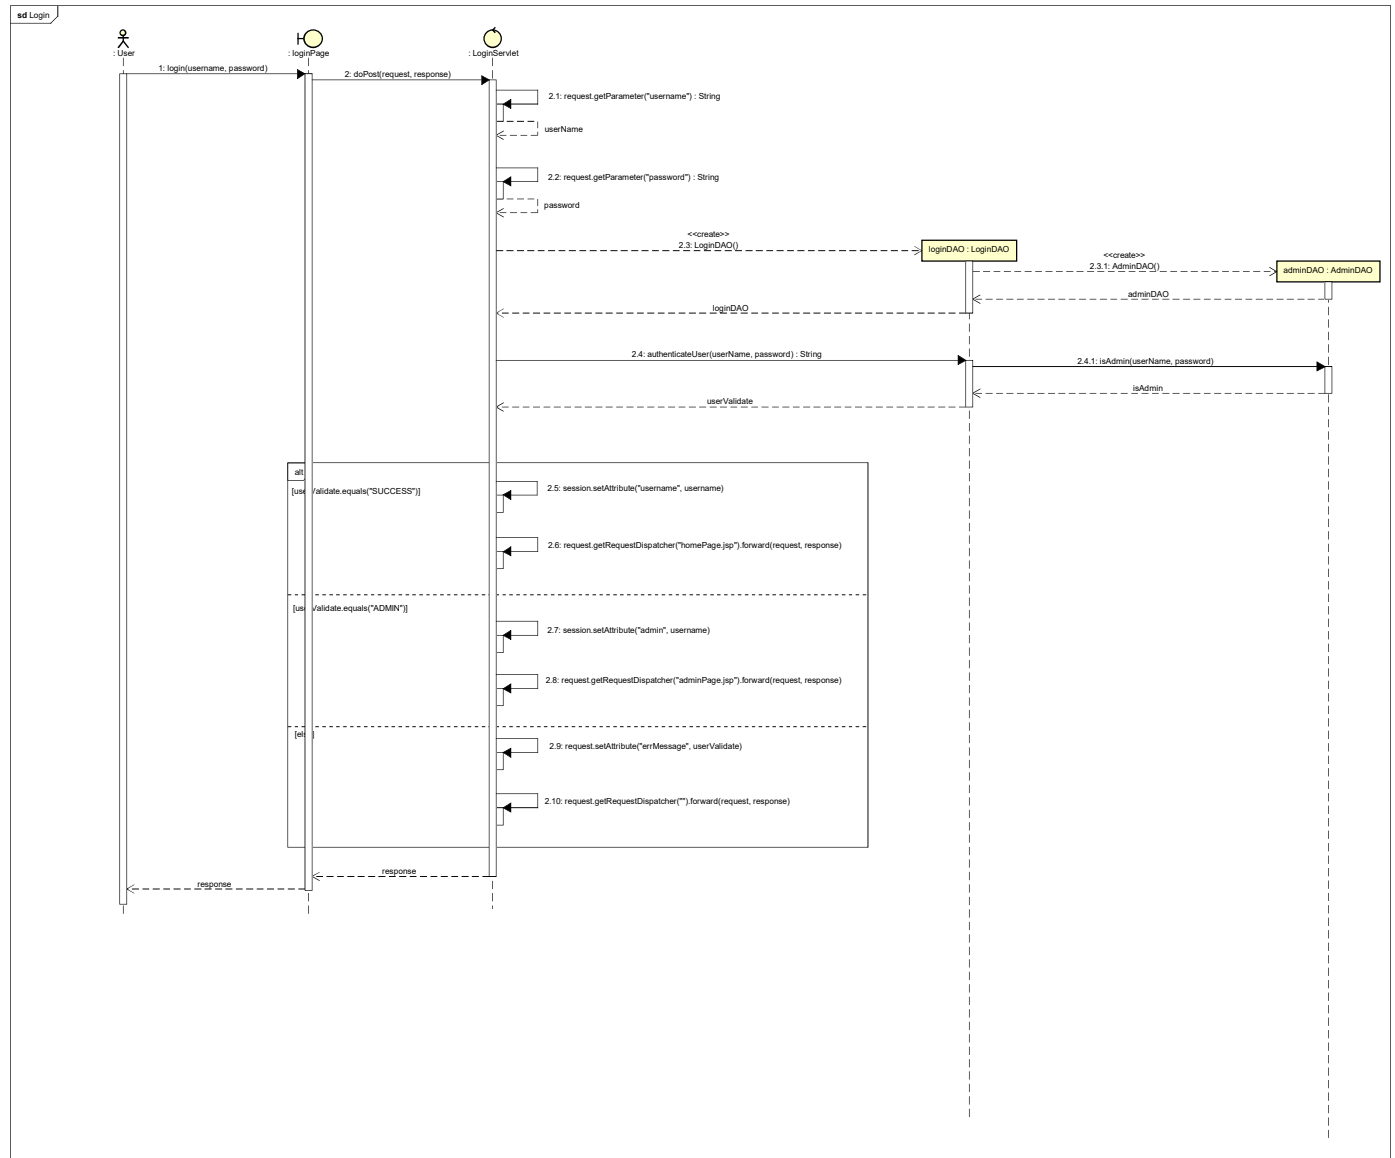 sd Login
: User
: loginPage
: LoginServlet
1: login(username, password)
2: doPost(request, response)
2.1: request.getParameter("username") : String
userName
2.2: request.getParameter("password") : String
password
<<create>>
2.3: LoginDAO()
loginDAO : LoginDAO
<<create>>
2.3.1: AdminDAO()
adminDAO : AdminDAO
adminDAO
loginDAO
2.4: authenticateUser(userName, password) : String
2.4.1: isAdmin(userName, password)
isAdmin
userValidate
alt
[userValidate.equals("SUCCESS")]
2.5: session.setAttribute("username", username)
2.6: request.getRequestDispatcher("homePage.jsp").forward(request, response)
[userValidate.equals("ADMIN")]
2.7: session.setAttribute("admin", username)
2.8: request.getRequestDispatcher("adminPage.jsp").forward(request, response)
[else]
2.9: request.setAttribute("errMessage", userValidate)
2.10: request.getRequestDispatcher("").forward(request, response)
response
response